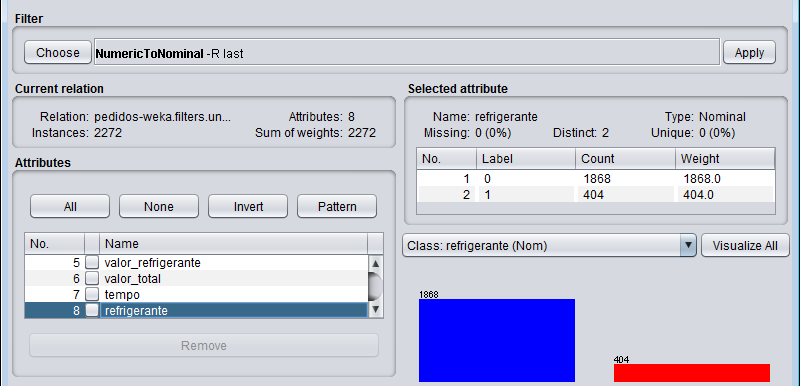 Filter
Choose NumericToNominal -R last Apply
Current relation
Relation: pedidos-weka.filters.un... Attributes: 8
Instances: 2272 Sum of weights: 2272
Attributes
All None Invert Pattern
No. Name
5 valor_refrigerante
6 valor_total
7 tempo
8 refrigerante
Remove
Selected attribute
Name: refrigerante Type: Nominal
Missing: 0 (0%) Distinct: 2 Unique: 0 (0%)
No. Label Count Weight
1 0 1868 1868.0
2 1 404 404.0
Class: refrigerante (Nom) Visualize All
1868
404